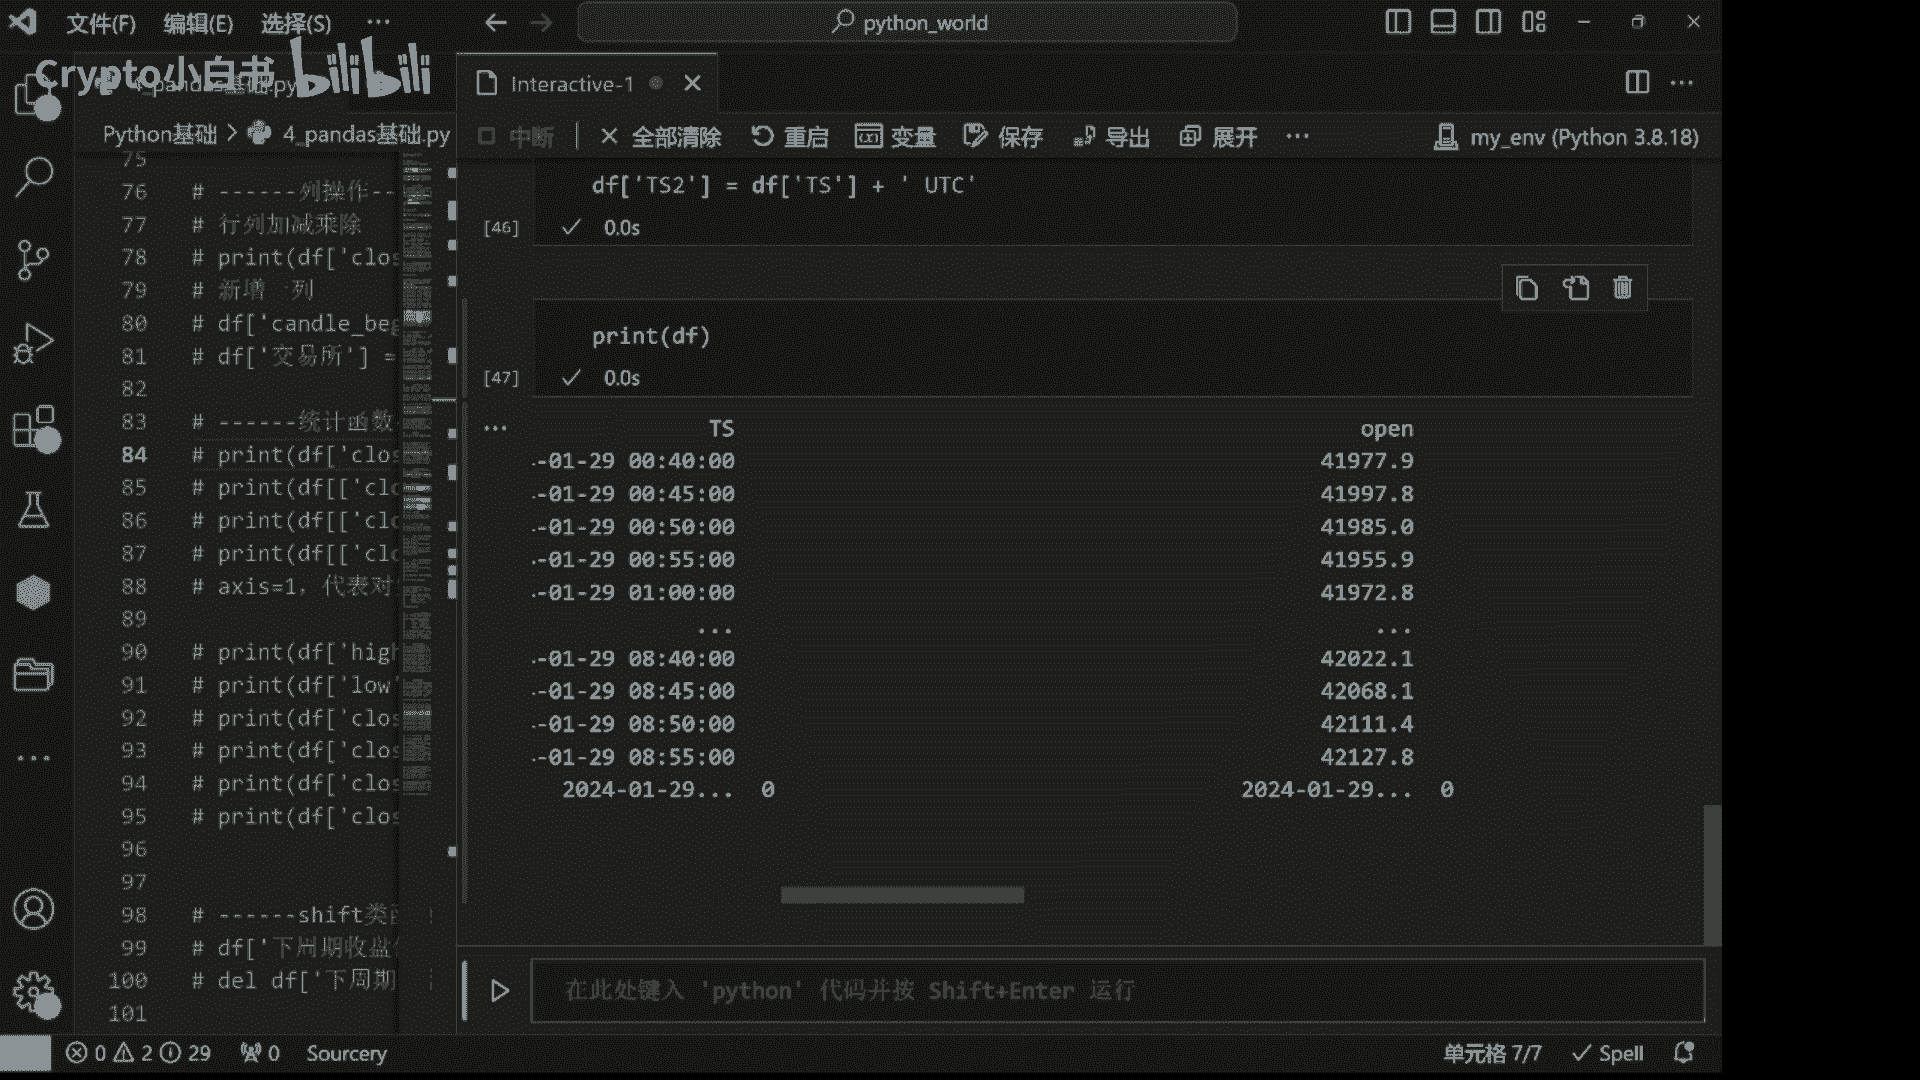 文件(F) 编辑(E) 选择(S) ··· python_world
Crypto小白书 bilibili
4_pandas基础.py
Interactive-1
Python基础 > 4_pandas基础.py
中断 全部清除 重启 变量 保存 导出 展开 ··· my_env (Python 3.8.18)
75
76 # ------列操作--
77 # 行列加减乘除
78 # print(df['clos
79 # 新增一列
80 # df['candle_beg
81 # df['交易所'] =
82
83 # ------统计函数
84 # print(df['clos
85 # print(df[['clo
86 # print(df[['clo
87 # print(df[['clo
88 # axis=1，代表对
89
90 # print(df['high
91 # print(df['low'
92 # print(df['clos
93 # print(df['clos
94 # print(df['clos
95 # print(df['clos
96
97
98 # ------shift类
99 # df['下周期收盘
100 # del df['下周期
101
df['TS2'] = df['TS'] + ' UTC'
[46] 0.0s
print(df)
[47] 0.0s
··· TS open
-01-29 00:40:00 41977.9
-01-29 00:45:00 41997.8
-01-29 00:50:00 41985.0
-01-29 00:55:00 41955.9
-01-29 01:00:00 41972.8
... ...
-01-29 08:40:00 42022.1
-01-29 08:45:00 42068.1
-01-29 08:50:00 42111.4
-01-29 08:55:00 42127.8
2024-01-29... 0 2024-01-29... 0
在此处键入 'python' 代码并按 Shift+Enter 运行
0 2 29 0 Sourcery 单元格 7/7 Spell